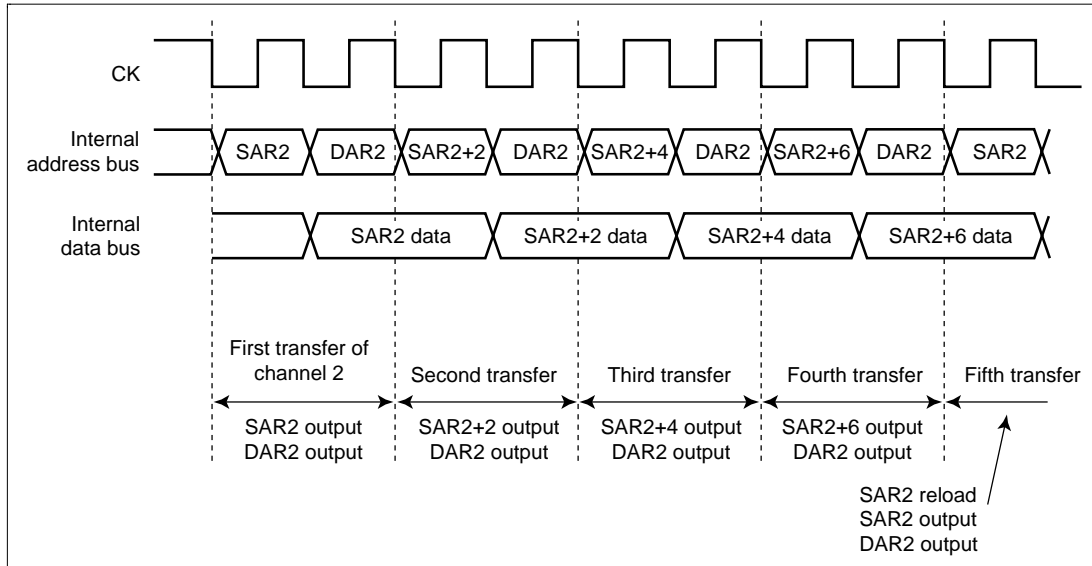 CK
Internal
address bus
SAR2
DAR2
SAR2+2
DAR2
SAR2+4
DAR2
SAR2+6
DAR2
SAR2
Internal
data bus
SAR2 data
SAR2+2 data
SAR2+4 data
SAR2+6 data
First transfer of
channel 2
Second transfer
Third transfer
Fourth transfer
Fifth transfer
SAR2 output
DAR2 output
SAR2+2 output
DAR2 output
SAR2+4 output
DAR2 output
SAR2+6 output
DAR2 output
SAR2 reload
SAR2 output
DAR2 output